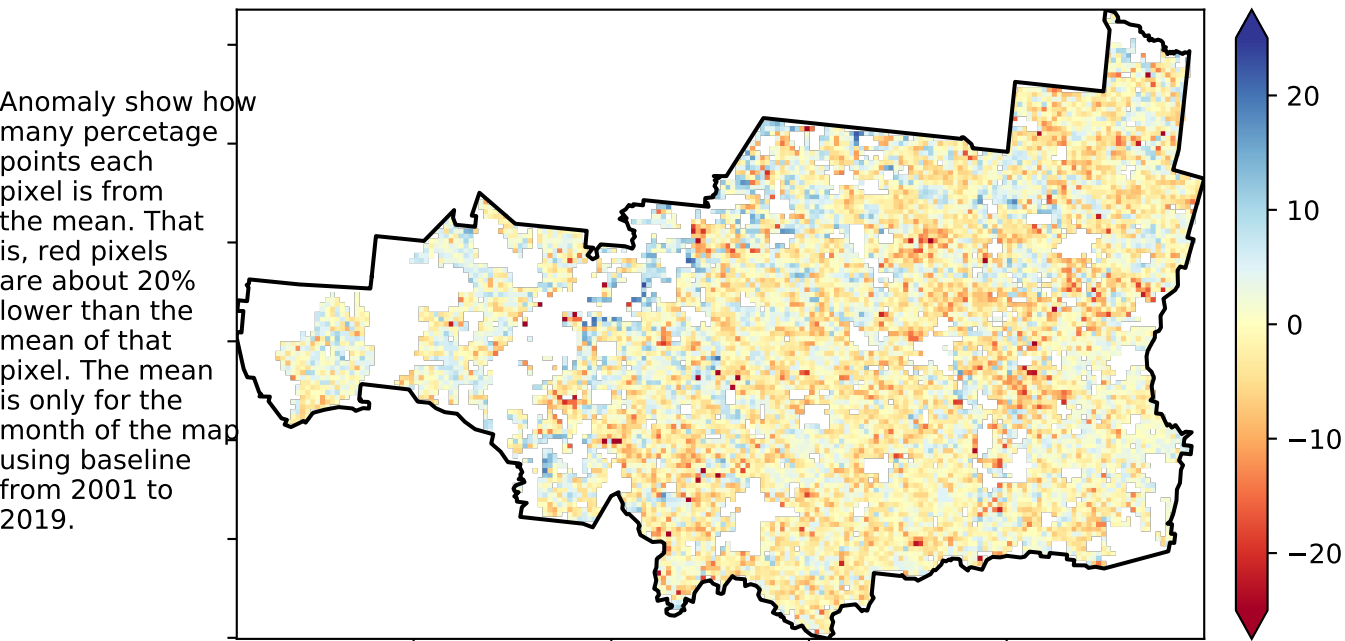 Anomaly show how
many percetage
points each
pixel is from
the mean. That
is, red pixels
are about 20%
lower than the
mean of that
pixel. The mean
is only for the
month of the map
using baseline
from 2001 to
2019.
20
10
0
−10
−20